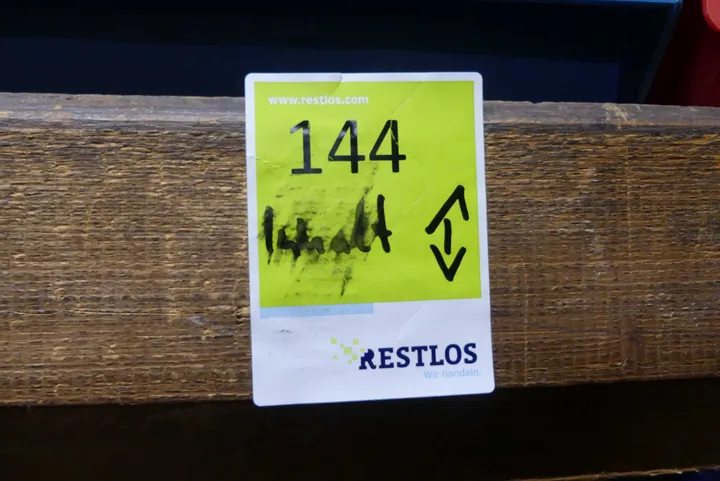 www.restlos.com
144
Inhalt
RESTLOS
Wir handeln.